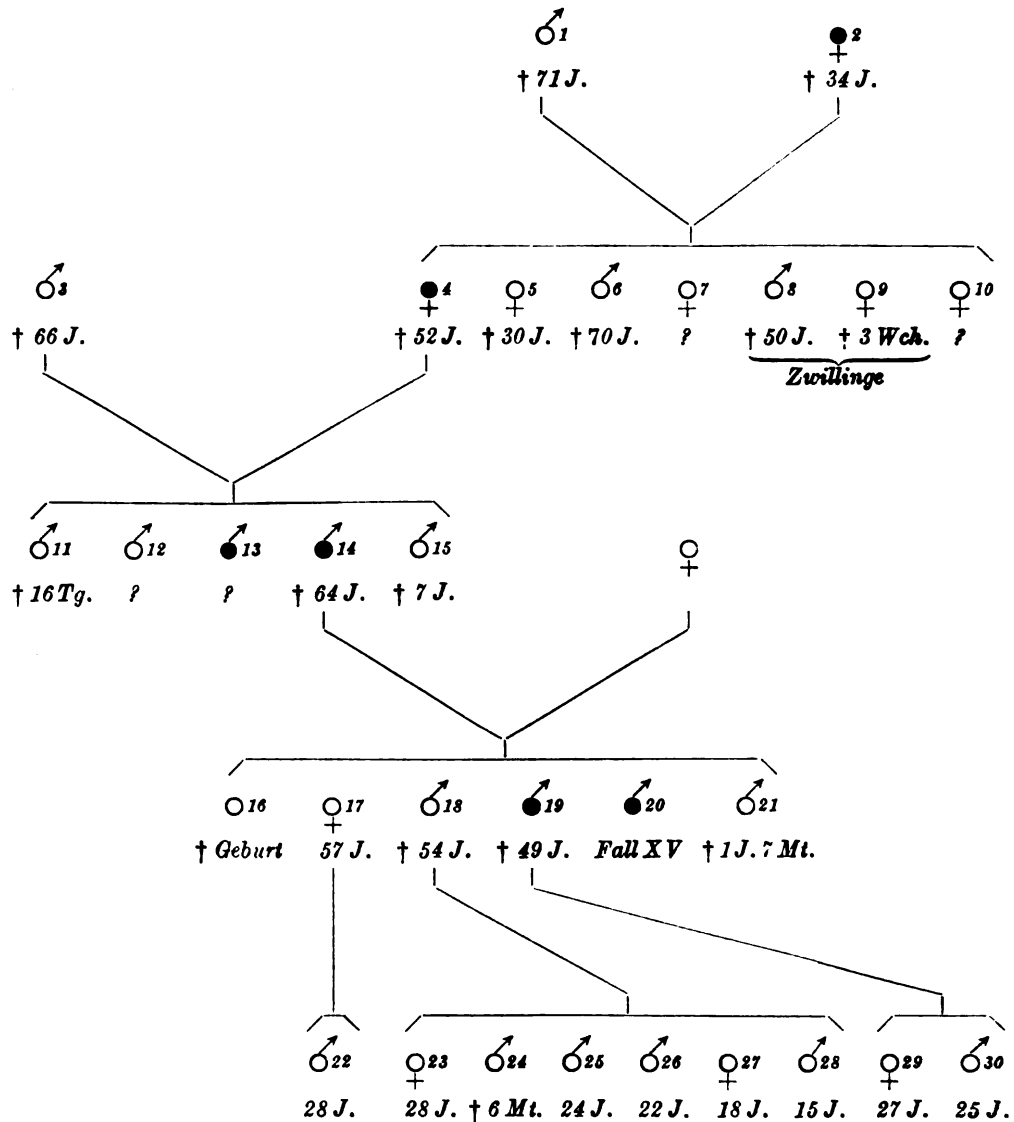 ♂1 ♀2
† 71 J. † 34 J.
♂3 ♀4 ♀5 ♂6 ♀7 ♂8 ♀9 ♀10
† 66 J. † 52 J. † 30 J. † 70 J. ? † 50 J. † 3 Wch. ?
Zwillinge
♂11 ♂12 ♂13 ♂14 ♂15 ♀
† 16 Tg. ? ? † 64 J. † 7 J.
16 ♀17 ♂18 ♂19 ♂20 ♂21
† Geburt 57 J. † 54 J. † 49 J. Fall XV † 1 J. 7 Mt.
♂22 ♀23 ♂24 ♂25 ♂26 ♀27 ♂28 ♀29 ♂30
28 J. 28 J. † 6 Mt. 24 J. 22 J. 18 J. 15 J. 27 J. 25 J.